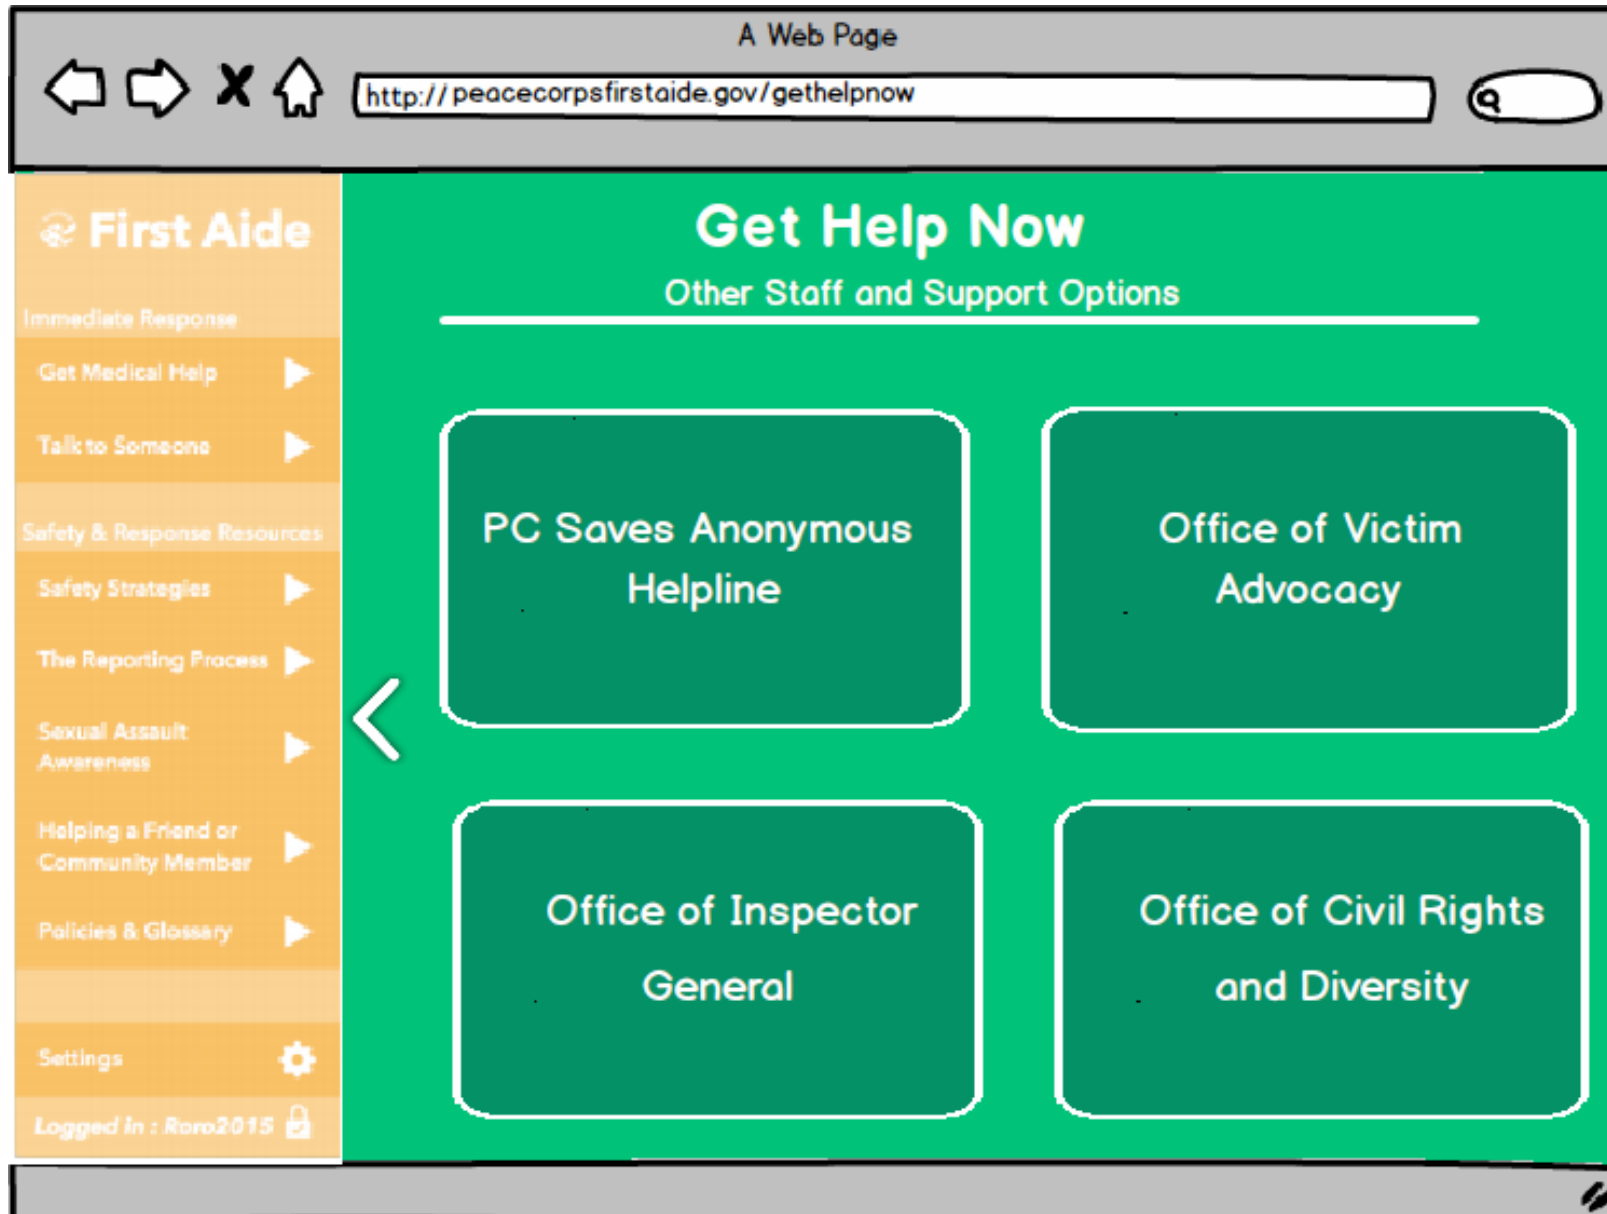 A Web Page
http:// peacecorpsfirstaide.gov/gethelpnow
First Aide
Immediate Response
Get Medical Help
Talk to Someone
Safety & Response Resources
Safety Strategies
The Reporting Process
Sexual Assault
Awareness
Helping a Friend or
Community Member
Policies & Glossary
Settings
Logged in : Roro2015
Get Help Now
Other Staff and Support Options
PC Saves Anonymous
Helpline
Office of Victim
Advocacy
Office of Inspector
General
Office of Civil Rights
and Diversity